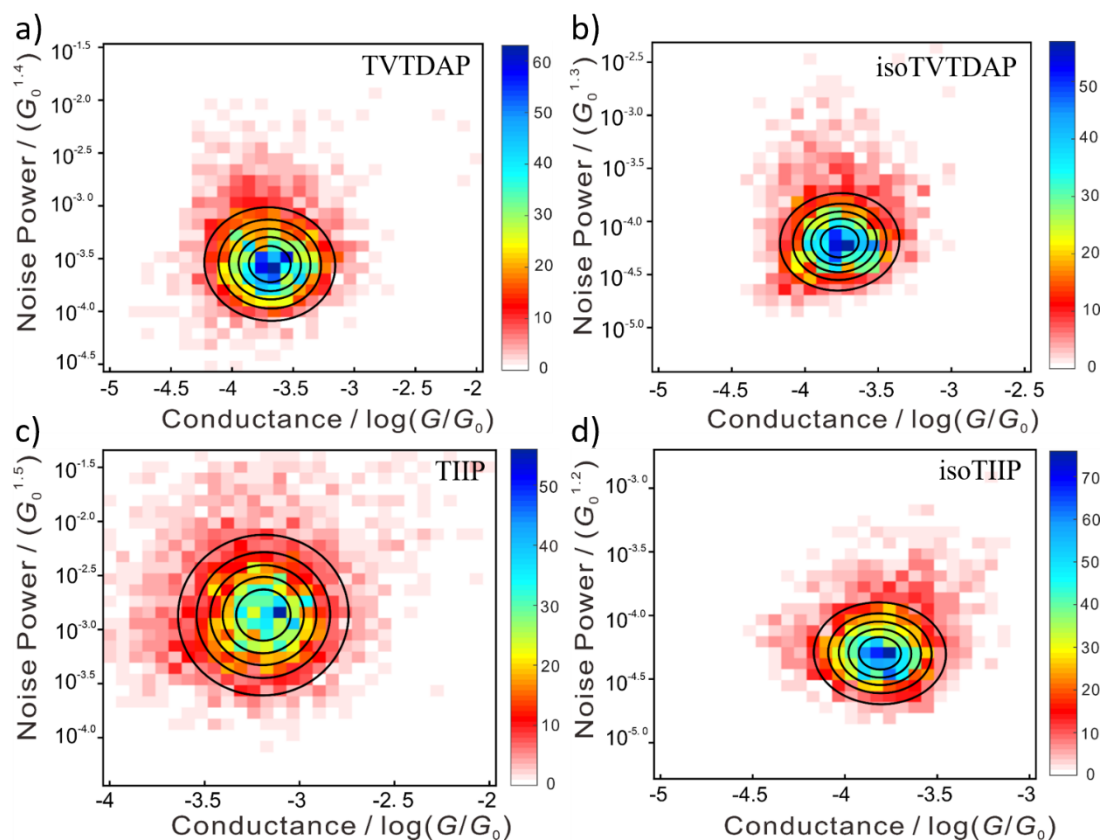 a)
TVTDAP
Noise Power / (G₀^1.4)
10^-1.5
10^-2.0
10^-2.5
10^-3.0
10^-3.5
10^-4.0
10^-4.5
-5 -4 -3.5 -3 -2.5 -2
Conductance / log(G/G₀)
60
50
40
30
20
10
0
b)
isoTVTDAP
Noise Power / (G₀^1.3)
10^-2.5
10^-3.0
10^-3.5
10^-4.0
10^-4.5
10^-5.0
-5 -4.5 -4 -3.5 -3 -2.5
Conductance / log(G/G₀)
50
40
30
20
10
0
c)
TIIP
Noise Power / (G₀^1.5)
10^-1.5
10^-2.0
10^-2.5
10^-3.0
10^-3.5
10^-4.0
-4 -3.5 -3 -2.5 -2
Conductance / log(G/G₀)
50
40
30
20
10
0
d)
isoTIIP
Noise Power / (G₀^1.2)
10^-3.0
10^-3.5
10^-4.0
10^-4.5
10^-5.0
-5 -4.5 -4 -3.5 -3
Conductance / log(G/G₀)
70
60
50
40
30
20
10
0